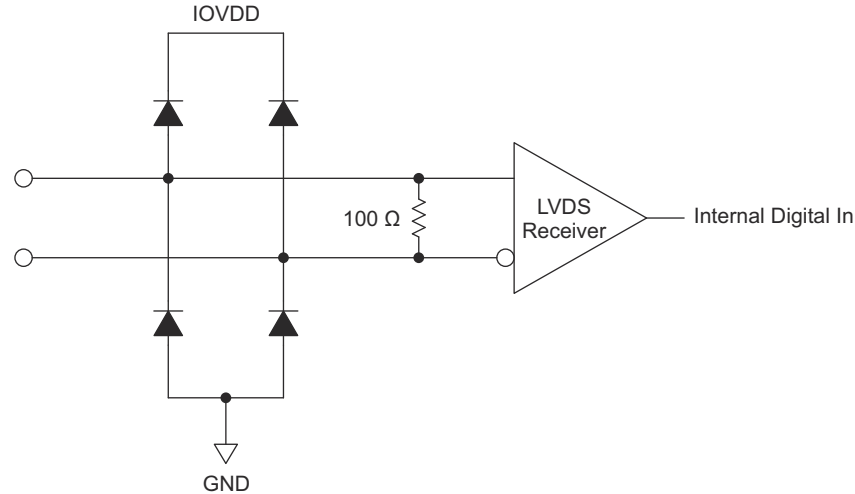 IOVDD
100 Ω
LVDS
Receiver
Internal Digital In
GND